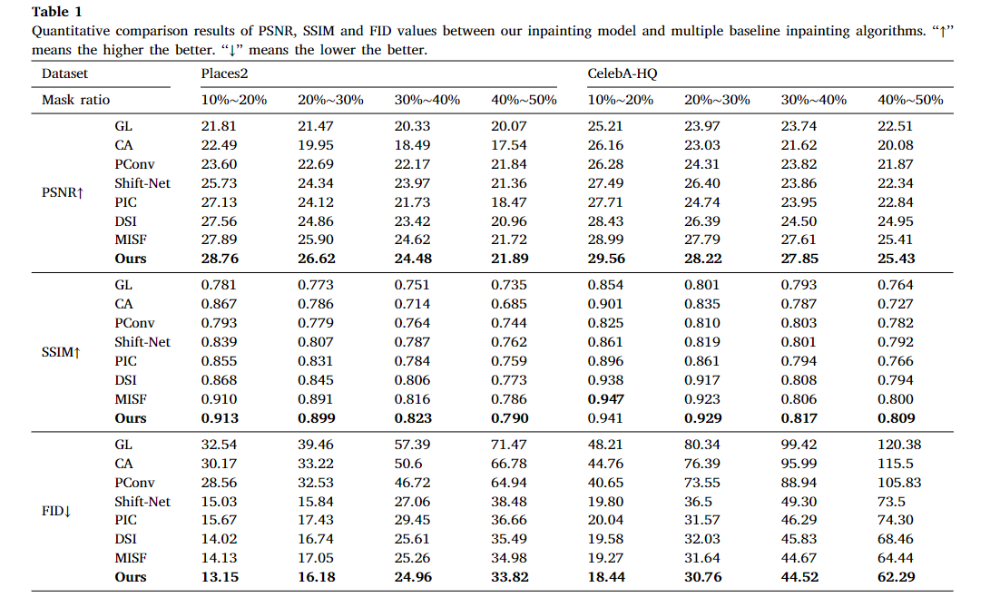 Table 1
Quantitative comparison results of PSNR, SSIM and FID values between our inpainting model and multiple baseline inpainting algorithms. “↑”
means the higher the better. “↓” means the lower the better.
Dataset Places2 CelebA-HQ
Mask ratio 10%~20% 20%~30% 30%~40% 40%~50% 10%~20% 20%~30% 30%~40% 40%~50%
PSNR↑
GL 21.81 21.47 20.33 20.07 25.21 23.97 23.74 22.51
CA 22.49 19.95 18.49 17.54 26.16 23.03 21.62 20.08
PConv 23.60 22.69 22.17 21.84 26.28 24.31 23.82 21.87
Shift-Net 25.73 24.34 23.97 21.36 27.49 26.40 23.86 22.34
PIC 27.13 24.12 21.73 18.47 27.71 24.74 23.95 22.84
DSI 27.56 24.86 23.42 20.96 28.43 26.39 24.50 24.95
MISF 27.89 25.90 24.62 21.72 28.99 27.79 27.61 25.41
Ours 28.76 26.62 24.48 21.89 29.56 28.22 27.85 25.43
SSIM↑
GL 0.781 0.773 0.751 0.735 0.854 0.801 0.793 0.764
CA 0.867 0.786 0.714 0.685 0.901 0.835 0.787 0.727
PConv 0.793 0.779 0.764 0.744 0.825 0.810 0.803 0.782
Shift-Net 0.839 0.807 0.787 0.762 0.861 0.819 0.801 0.792
PIC 0.855 0.831 0.784 0.759 0.896 0.861 0.794 0.766
DSI 0.868 0.845 0.806 0.773 0.938 0.917 0.808 0.794
MISF 0.910 0.891 0.816 0.786 0.947 0.923 0.806 0.800
Ours 0.913 0.899 0.823 0.790 0.941 0.929 0.817 0.809
FID↓
GL 32.54 39.46 57.39 71.47 48.21 80.34 99.42 120.38
CA 30.17 33.22 50.6 66.78 44.76 76.39 95.99 115.5
PConv 28.56 32.53 46.72 64.94 40.65 73.55 88.94 105.83
Shift-Net 15.03 15.84 27.06 38.48 19.80 36.5 49.30 73.5
PIC 15.67 17.43 29.45 36.66 20.04 31.57 46.29 74.30
DSI 14.02 16.74 25.61 35.49 19.58 32.03 45.83 68.46
MISF 14.13 17.05 25.26 34.98 19.27 31.64 44.67 64.44
Ours 13.15 16.18 24.96 33.82 18.44 30.76 44.52 62.29